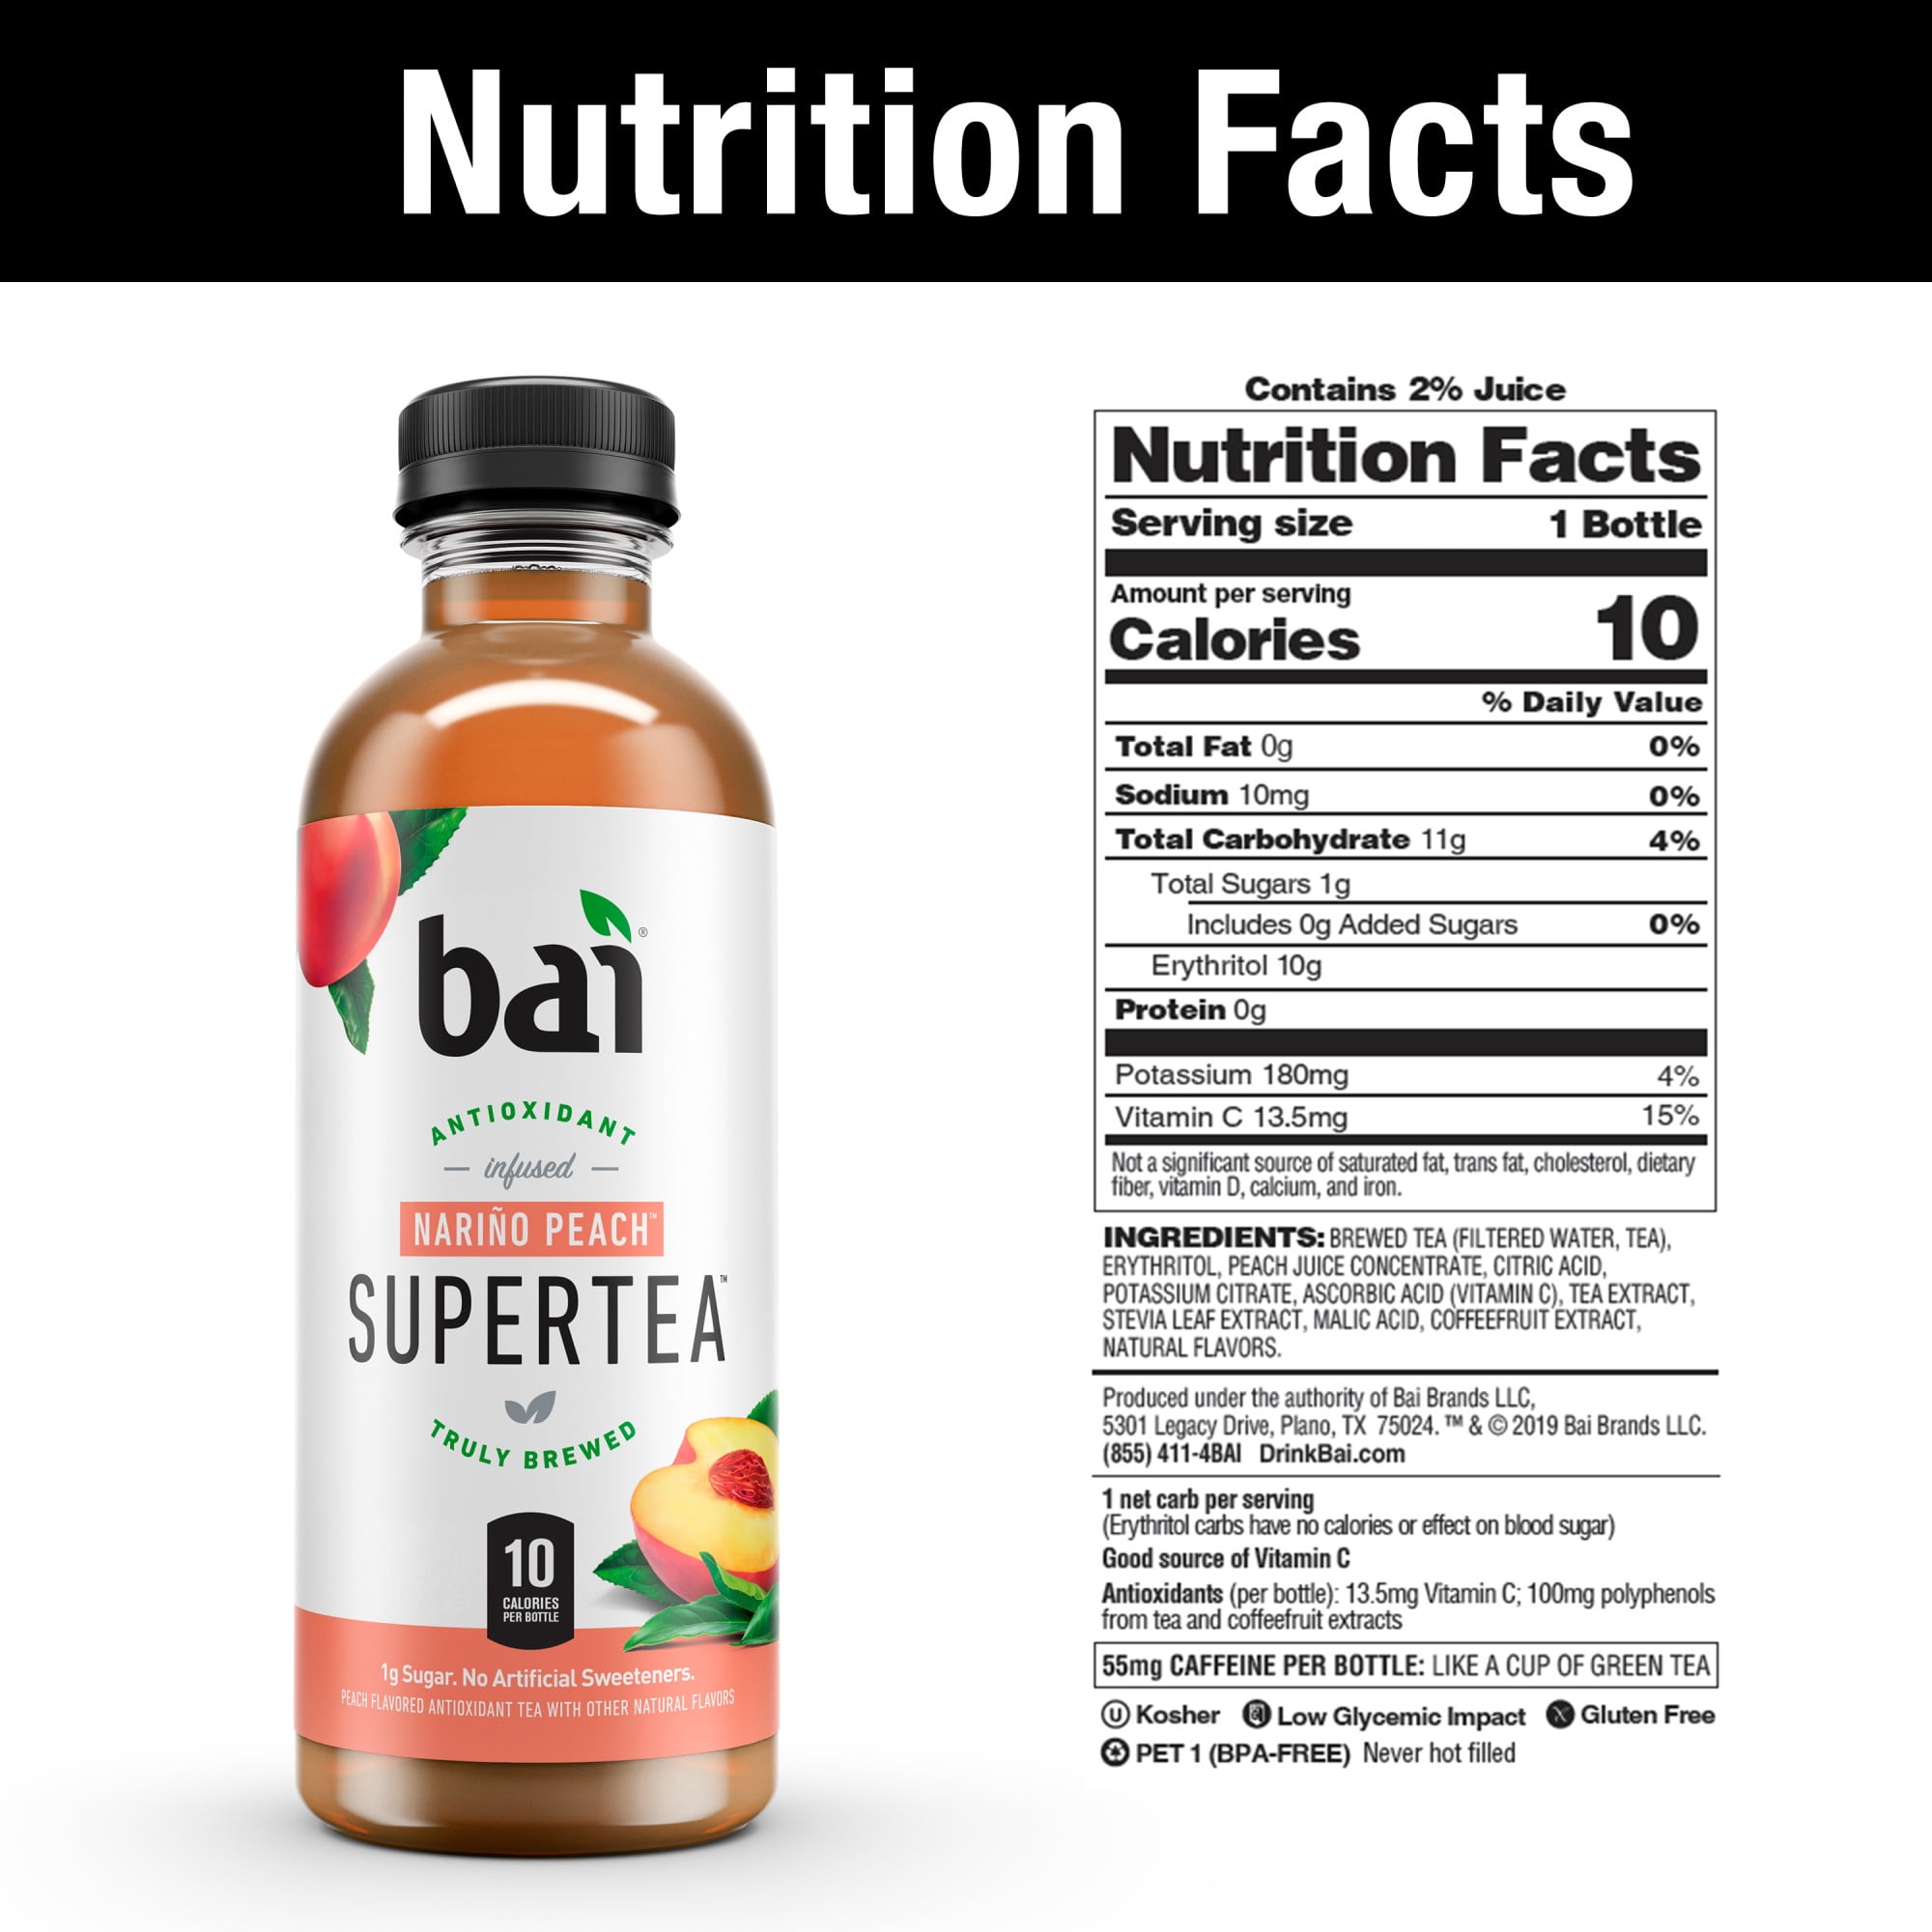 Nutrition Facts
bai®
ANTIOXIDANT
infused
NARIÑO PEACH™
SUPERTEA™
TRULY BREWED
10
CALORIES
PER BOTTLE
1g Sugar. No Artificial Sweeteners.
PEACH FLAVORED ANTIOXIDANT TEA WITH OTHER NATURAL FLAVORS
Contains 2% Juice
Nutrition Facts
Serving size 1 Bottle
Amount per serving
Calories 10
% Daily Value
Total Fat 0g 0%
Sodium 10mg 0%
Total Carbohydrate 11g 4%
Total Sugars 1g
Includes 0g Added Sugars 0%
Erythritol 10g
Protein 0g
Potassium 180mg 4%
Vitamin C 13.5mg 15%
Not a significant source of saturated fat, trans fat, cholesterol, dietary
fiber, vitamin D, calcium, and iron.
INGREDIENTS: BREWED TEA (FILTERED WATER, TEA),
ERYTHRITOL, PEACH JUICE CONCENTRATE, CITRIC ACID,
POTASSIUM CITRATE, ASCORBIC ACID (VITAMIN C), TEA EXTRACT,
STEVIA LEAF EXTRACT, MALIC ACID, COFFEEFRUIT EXTRACT,
NATURAL FLAVORS.
Produced under the authority of Bai Brands LLC,
5301 Legacy Drive, Plano, TX 75024. ™ & © 2019 Bai Brands LLC.
(855) 411-4BAI DrinkBai.com
1 net carb per serving
(Erythritol carbs have no calories or effect on blood sugar)
Good source of Vitamin C
Antioxidants (per bottle): 13.5mg Vitamin C; 100mg polyphenols
from tea and coffeefruit extracts
55mg CAFFEINE PER BOTTLE: LIKE A CUP OF GREEN TEA
U Kosher Low Glycemic Impact Gluten Free
PET 1 (BPA-FREE) Never hot filled